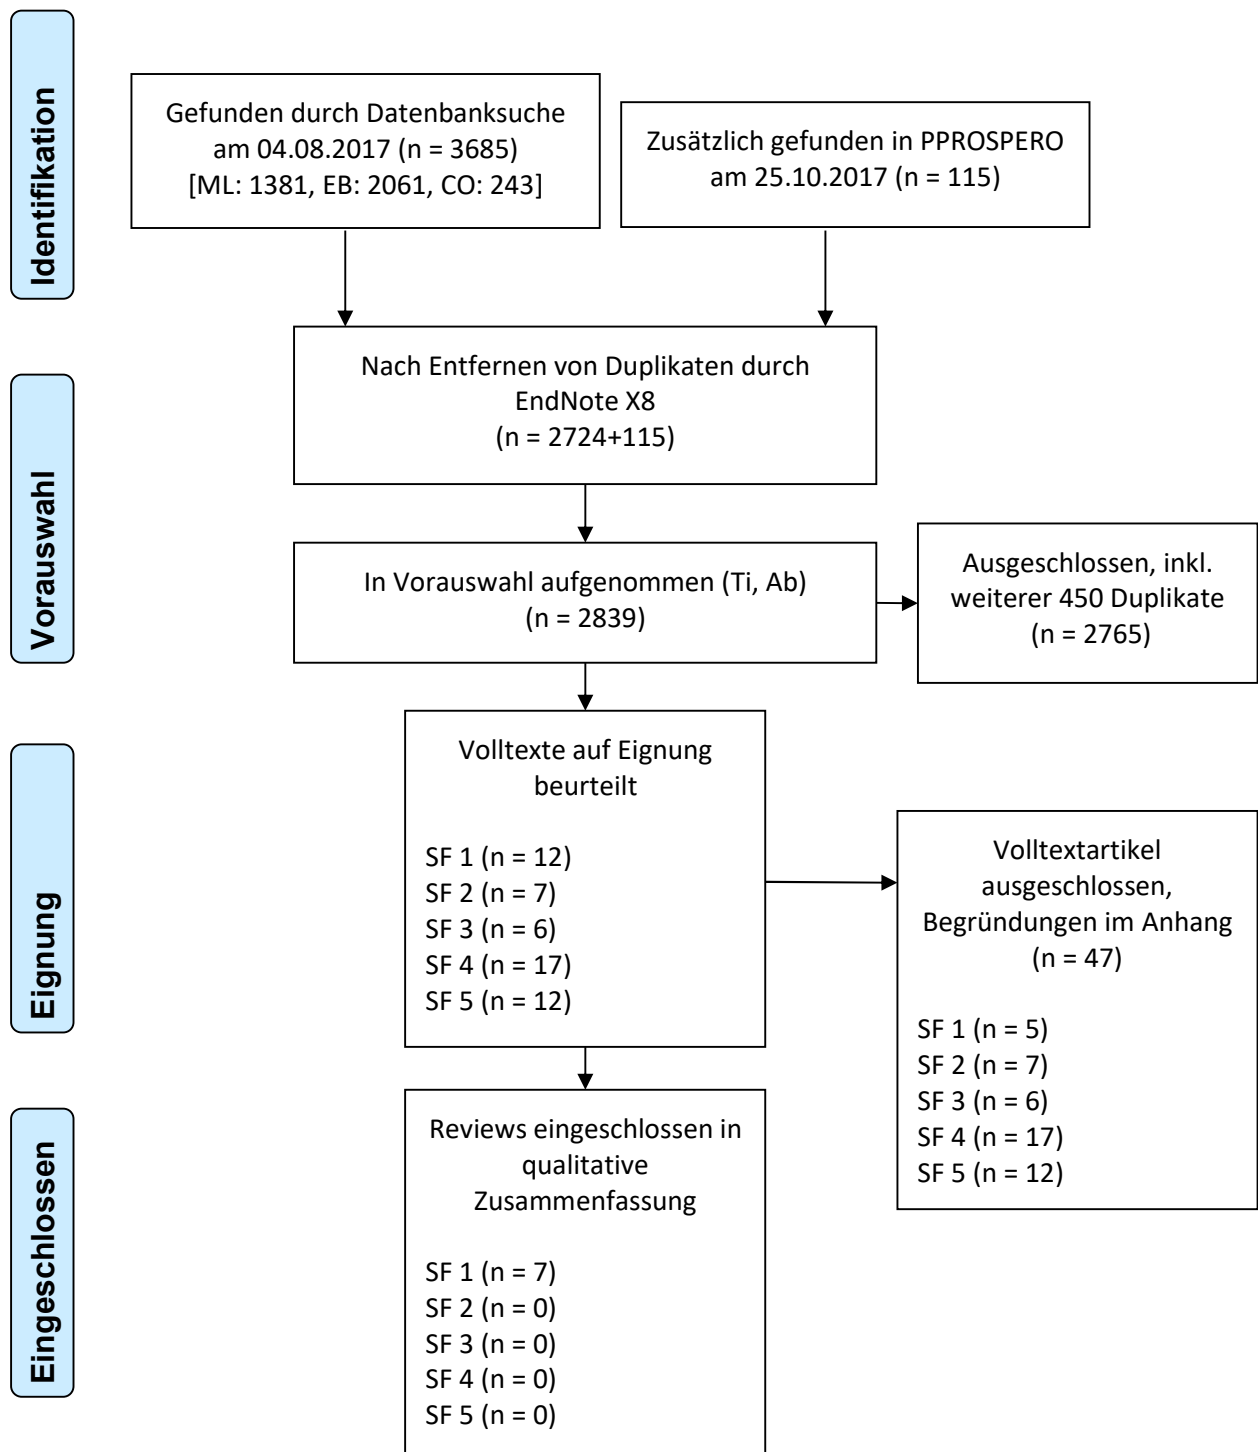 Identifikation
Gefunden durch Datenbanksuche
am 04.08.2017 (n = 3685)
[ML: 1381, EB: 2061, CO: 243]
Zusätzlich gefunden in PPROSPERO
am 25.10.2017 (n = 115)
Vorauswahl
Nach Entfernen von Duplikaten durch
EndNote X8
(n = 2724+115)
In Vorauswahl aufgenommen (Ti, Ab)
(n = 2839)
Ausgeschlossen, inkl.
weiterer 450 Duplikate
(n = 2765)
Eignung
Volltexte auf Eignung
beurteilt
SF 1 (n = 12)
SF 2 (n = 7)
SF 3 (n = 6)
SF 4 (n = 17)
SF 5 (n = 12)
Volltextartikel
ausgeschlossen,
Begründungen im Anhang
(n = 47)
SF 1 (n = 5)
SF 2 (n = 7)
SF 3 (n = 6)
SF 4 (n = 17)
SF 5 (n = 12)
Eingeschlossen
Reviews eingeschlossen in
qualitative
Zusammenfassung
SF 1 (n = 7)
SF 2 (n = 0)
SF 3 (n = 0)
SF 4 (n = 0)
SF 5 (n = 0)